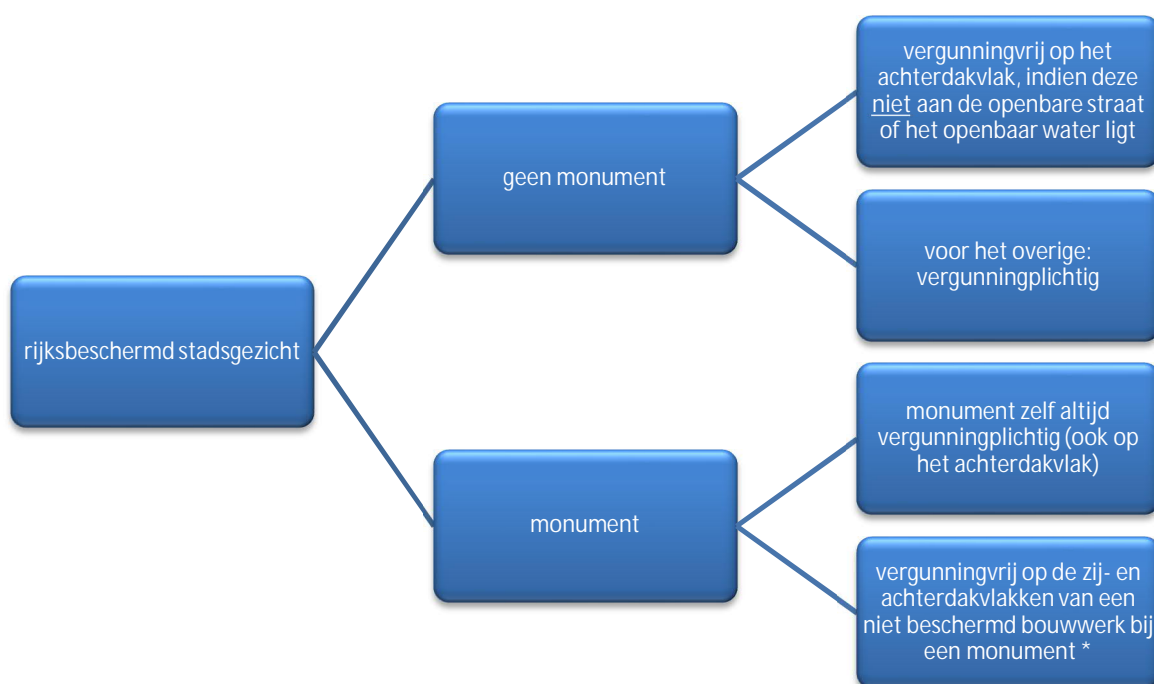 rijksbeschermd stadsgezicht
geen monument
vergunningvrij op het
achterdakvlak, indien deze
niet aan de openbare straat
of het openbaar water ligt
voor het overige:
vergunningplichtig
monument
monument zelf altijd
vergunningplichtig (ook op
het achterdakvlak)
vergunningvrij op de zij- en
achterdakvlakken van een
niet beschermd bouwwerk bij
een monument *